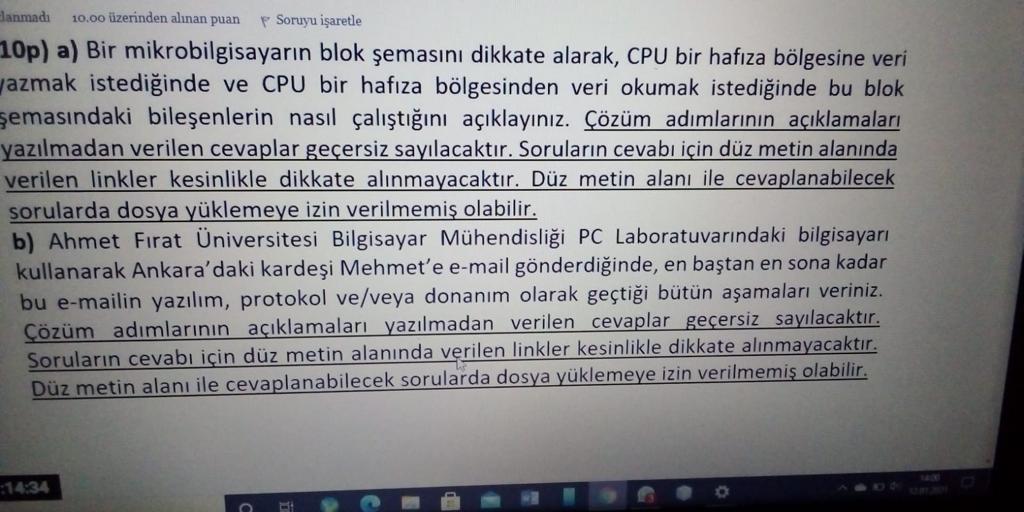 lanmadı 10.00 üzerinden alınan puan Soruyu işaretle
10p) a) Bir mikrobilgisayarın blok şemasını dikkate alarak, CPU bir hafıza bölgesine veri
yazmak istediğinde ve CPU bir hafıza bölgesinden veri okumak istediğinde bu blok
şemasındaki bileşenlerin nasıl çalıştığını açıklayınız. Çözüm adımlarının açıklamaları
yazılmadan verilen cevaplar geçersiz sayılacaktır. Soruların cevabı için düz metin alanında
verilen linkler kesinlikle dikkate alınmayacaktır. Düz metin alanı ile cevaplanabilecek
sorularda dosya yüklemeye izin verilmemiş olabilir.
b) Ahmet Fırat Üniversitesi Bilgisayar Mühendisliği PC Laboratuvarındaki bilgisayarı
kullanarak Ankara'daki kardeşi Mehmet'e e-mail gönderdiğinde, en baştan en sona kadar
bu e-mailin yazılım, protokol ve/veya donanım olarak geçtiği bütün aşamaları veriniz.
Çözüm adımlarının açıklamaları yazılmadan verilen cevaplar geçersiz sayılacaktır.
Soruların cevabı için düz metin alanında verilen linkler kesinlikle dikkate alınmayacaktır.
Düz metin alanı ile cevaplanabilecek sorularda dosya yüklemeye izin verilmemiş olabilir.
:14:34